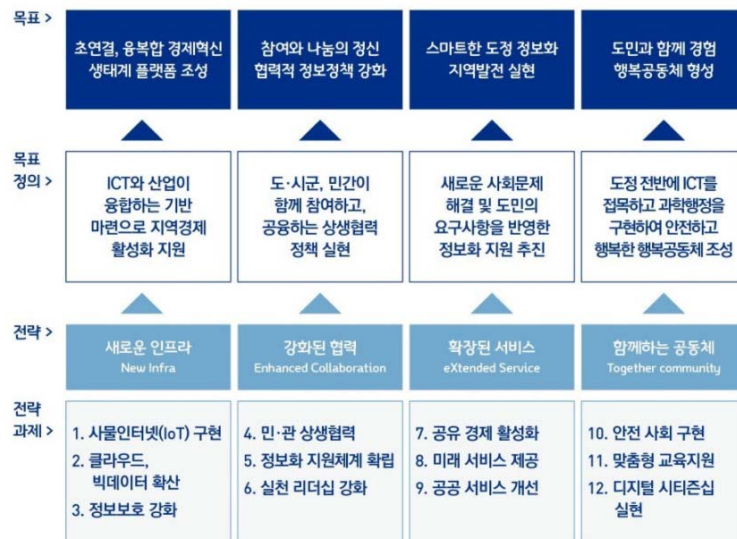 목표 >
초연결, 융복합 경제혁신
생태계 플랫폼 조성
참여와 나눔의 정신
협력적 정보정책 강화
스마트한 도정 정보화
지역발전 실현
도민과 함께 경험
행복공동체 형성
목표
정의 >
ICT와 산업이
융합하는 기반
마련으로 지역경제
활성화 지원
도·시군, 민간이
함께 참여하고,
공융하는 상생협력
정책 실현
새로운 사회문제
해결 및 도민의
요구사항을 반영한
정보화 지원 추진
도정 전반에 ICT를
접목하고 과학행정을
구현하여 안전하고
행복한 행복공동체 조성
전략 >
새로운 인프라
New Infra
강화된 협력
Enhanced Collaboration
확장된 서비스
eXtended Service
함께하는 공동체
Together community
전략
과제 >
1. 사물인터넷(IoT) 구현
2. 클라우드,
빅데이터 확산
3. 정보보호 강화
4. 민·관 상생협력
5. 정보화 지원체계 확립
6. 실천 리더십 강화
7. 공유 경제 활성화
8. 미래 서비스 제공
9. 공공 서비스 개선
10. 안전 사회 구현
11. 맞춤형 교육지원
12. 디지털 시티즌십
실현